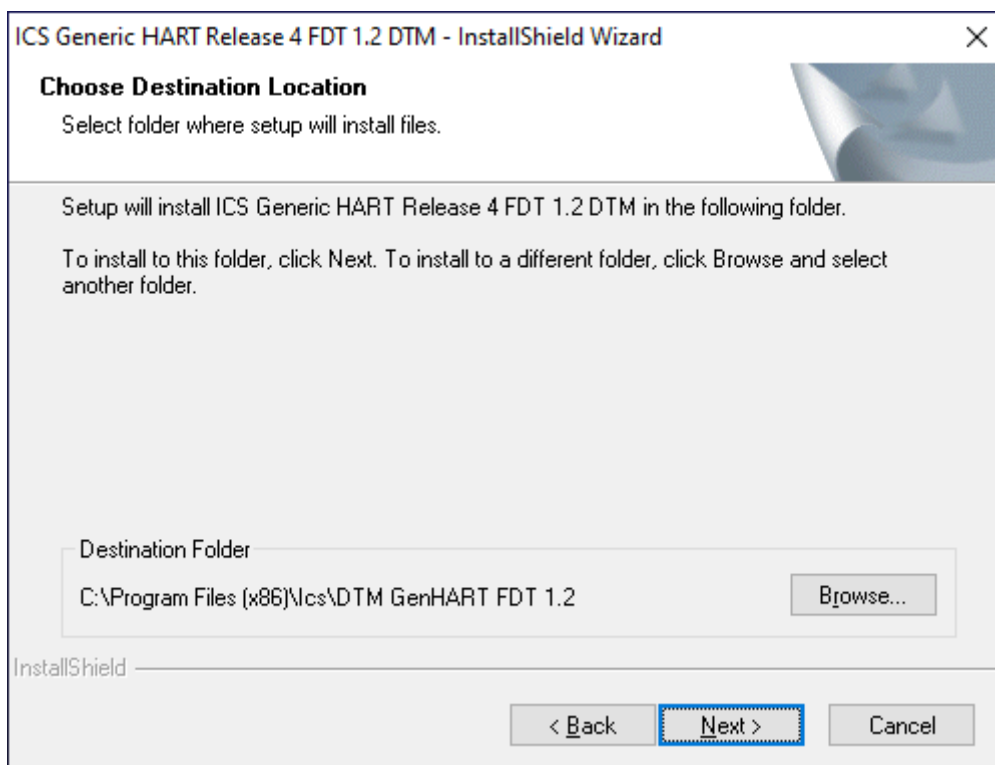 ICS Generic HART Release 4 FDT 1.2 DTM - InstallShield Wizard
Choose Destination Location
Select folder where setup will install files.
Setup will install ICS Generic HART Release 4 FDT 1.2 DTM in the following folder.
To install to this folder, click Next. To install to a different folder, click Browse and select
another folder.
Destination Folder
C:\Program Files (x86)\Ics\DTM GenHART FDT 1.2
Browse...
InstallShield
< Back
Next >
Cancel